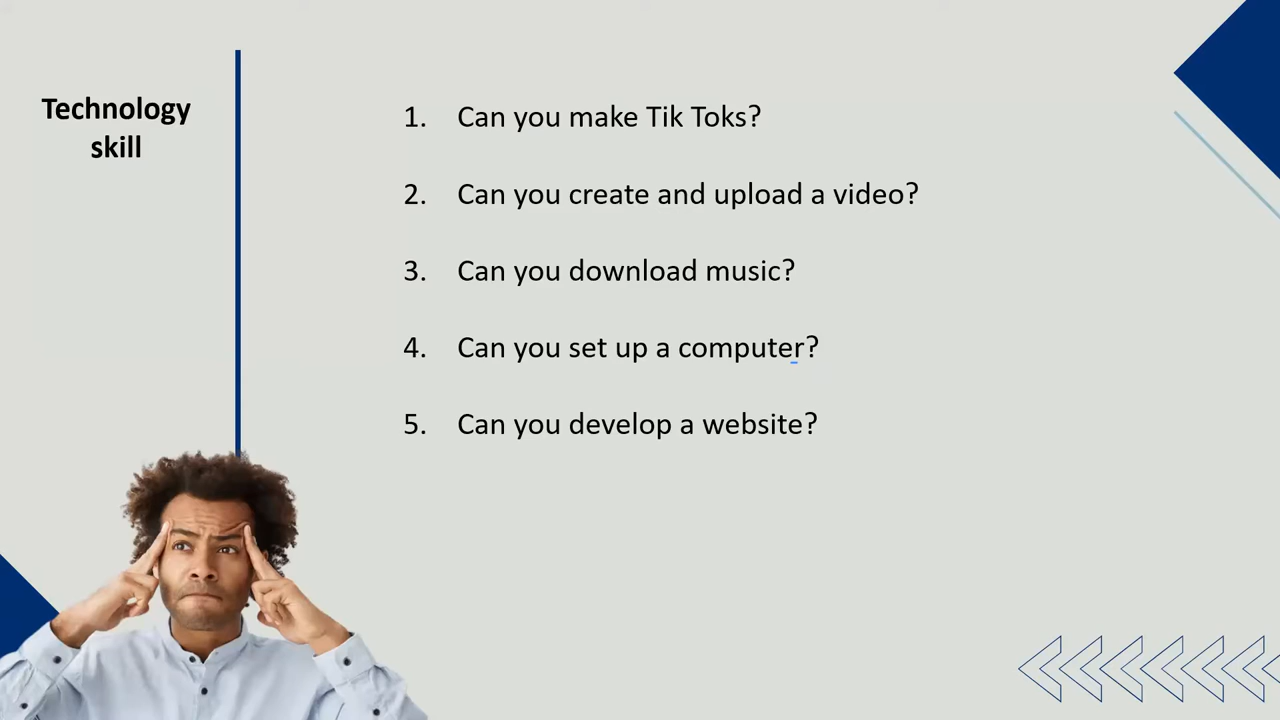 Technology
skill
1. Can you make Tik Toks?
2. Can you create and upload a video?
3. Can you download music?
4. Can you set up a computer?
5. Can you develop a website?